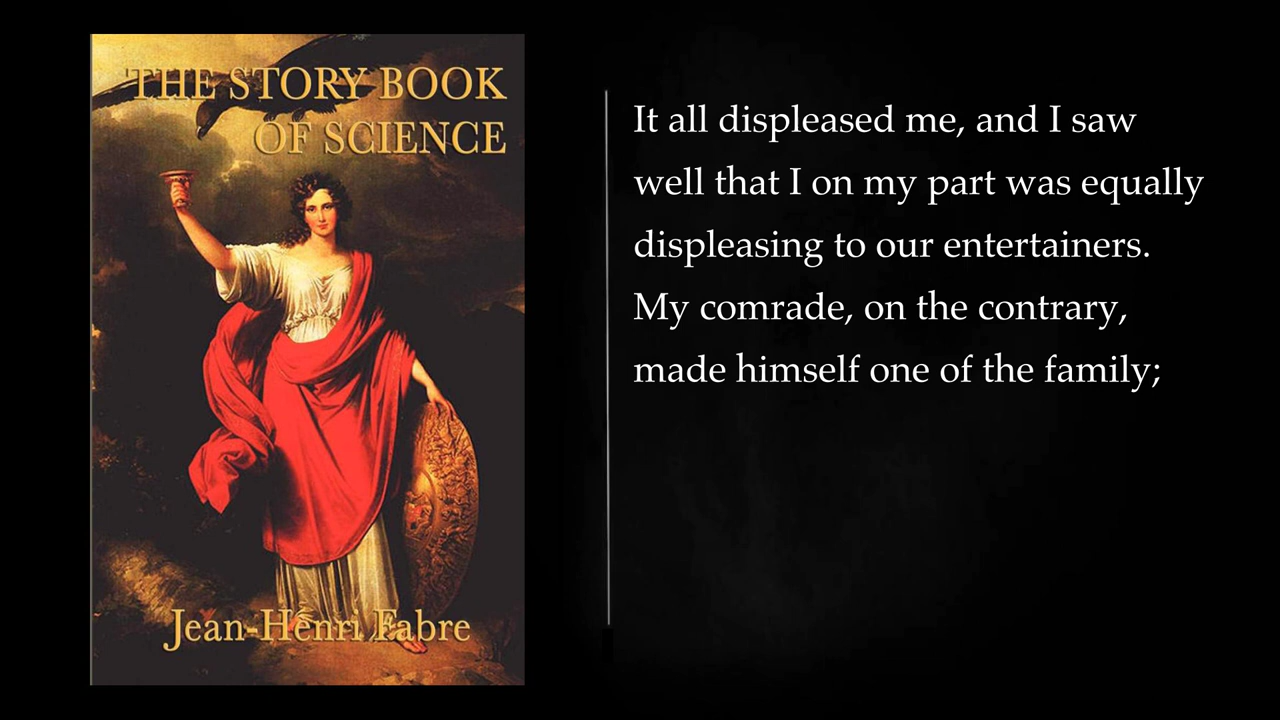 THE STORY BOOK
OF SCIENCE
Jean-Henri Fabre
It all displeased me, and I saw
well that I on my part was equally
displeasing to our entertainers.
My comrade, on the contrary,
made himself one of the family;